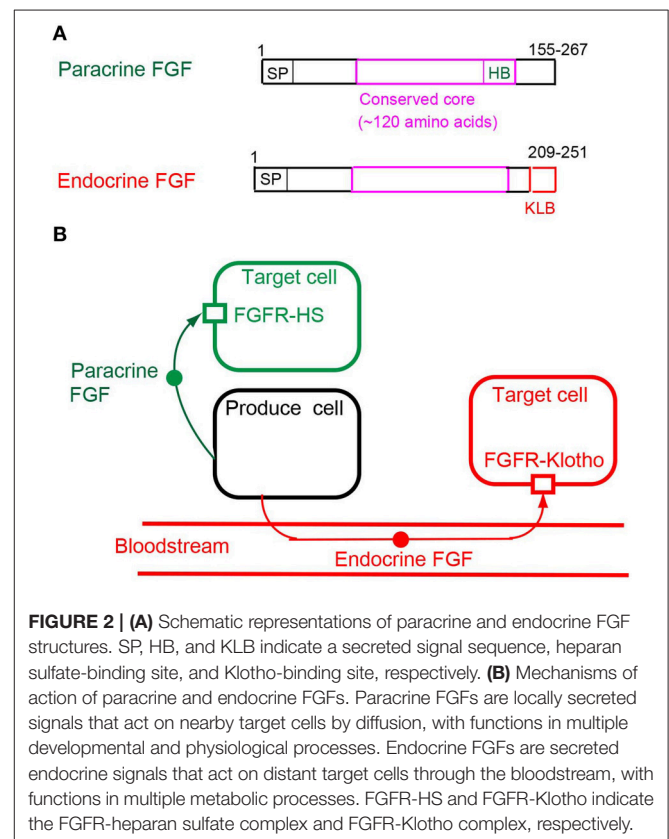 A
1 155-267
Paracrine FGF
SP HB
Conserved core
(~120 amino acids)
1 209-251
Endocrine FGF
SP
KLB
B
Target cell
FGFR-HS
Paracrine
FGF
Produce cell
Target cell
FGFR-Klotho
Bloodstream
Endocrine FGF
FIGURE 2 | (A) Schematic representations of paracrine and endocrine FGF
structures. SP, HB, and KLB indicate a secreted signal sequence, heparan
sulfate-binding site, and Klotho-binding site, respectively. (B) Mechanisms of
action of paracrine and endocrine FGFs. Paracrine FGFs are locally secreted
signals that act on nearby target cells by diffusion, with functions in multiple
developmental and physiological processes. Endocrine FGFs are secreted
endocrine signals that act on distant target cells through the bloodstream, with
functions in multiple metabolic processes. FGFR-HS and FGFR-Klotho indicate
the FGFR-heparan sulfate complex and FGFR-Klotho complex, respectively.